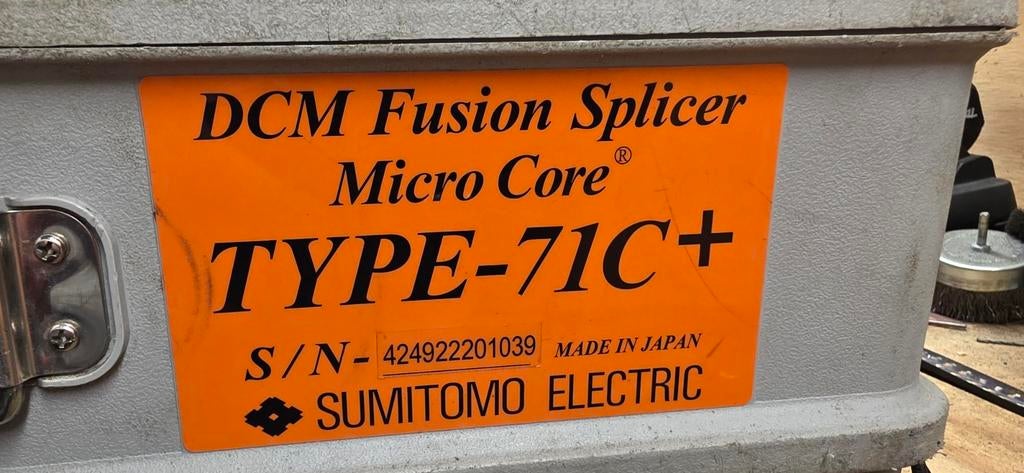 DCM Fusion Splicer
Micro Core®
TYPE-71C+
S/N- 424922201039 MADE IN JAPAN
SUMITOMO ELECTRIC